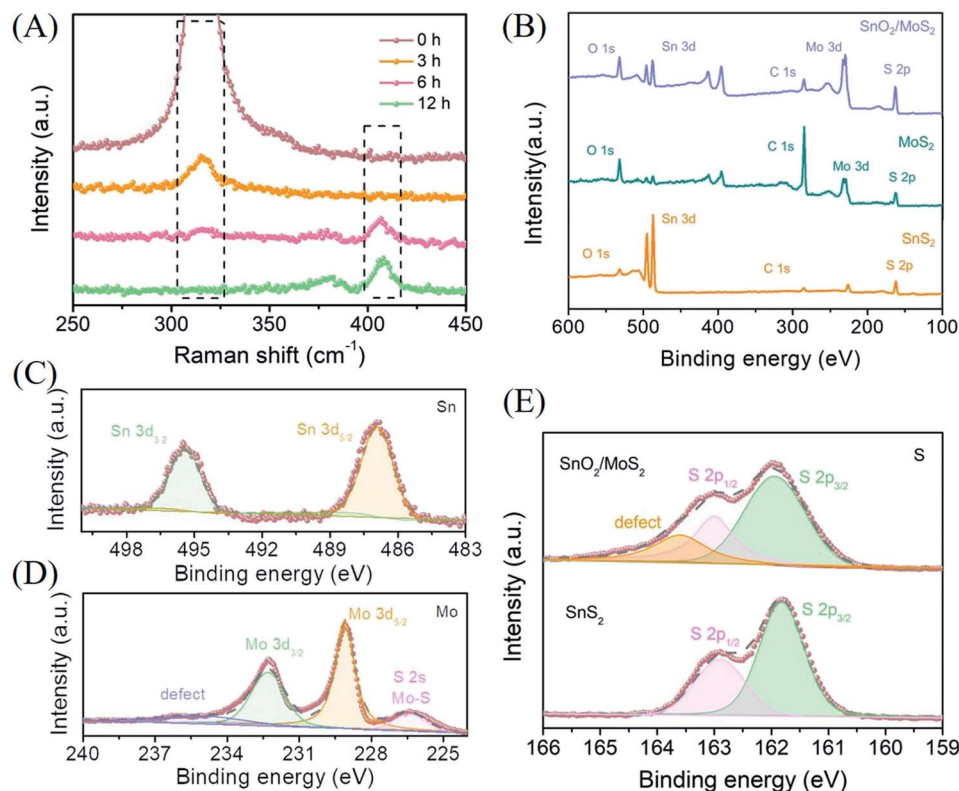 (A)
Intensity (a.u.)
0 h
3 h
6 h
12 h
250 300 350 400 450
Raman shift (cm⁻¹)
(B)
Intensity(a.u.)
SnO₂/MoS₂
O 1s
Sn 3d
Mo 3d
C 1s
S 2p
MoS₂
O 1s
C 1s
Mo 3d
S 2p
Sn 3d
SnS₂
O 1s
C 1s
S 2p
600 500 400 300 200 100
Binding energy (eV)
(C)
Intensity (a.u.)
Sn
Sn 3d₃₋₂
Sn 3d₅₋₂
498 495 492 489 486 483
Binding energy (eV)
(D)
Intensity (a.u.)
Mo
Mo 3d₅₋₂
Mo 3d₃₋₂
S 2s
Mo-S
defect
240 236 232 229 228 225
Binding energy (eV)
(E)
Intensity (a.u.)
S
SnO₂/MoS₂
S 2p₁/₂
S 2p₃/₂
defect
SnS₂
S 2p₁/₂
S 2p₃/₂
166 165 164 163 162 161 160 159
Binding energy (eV)